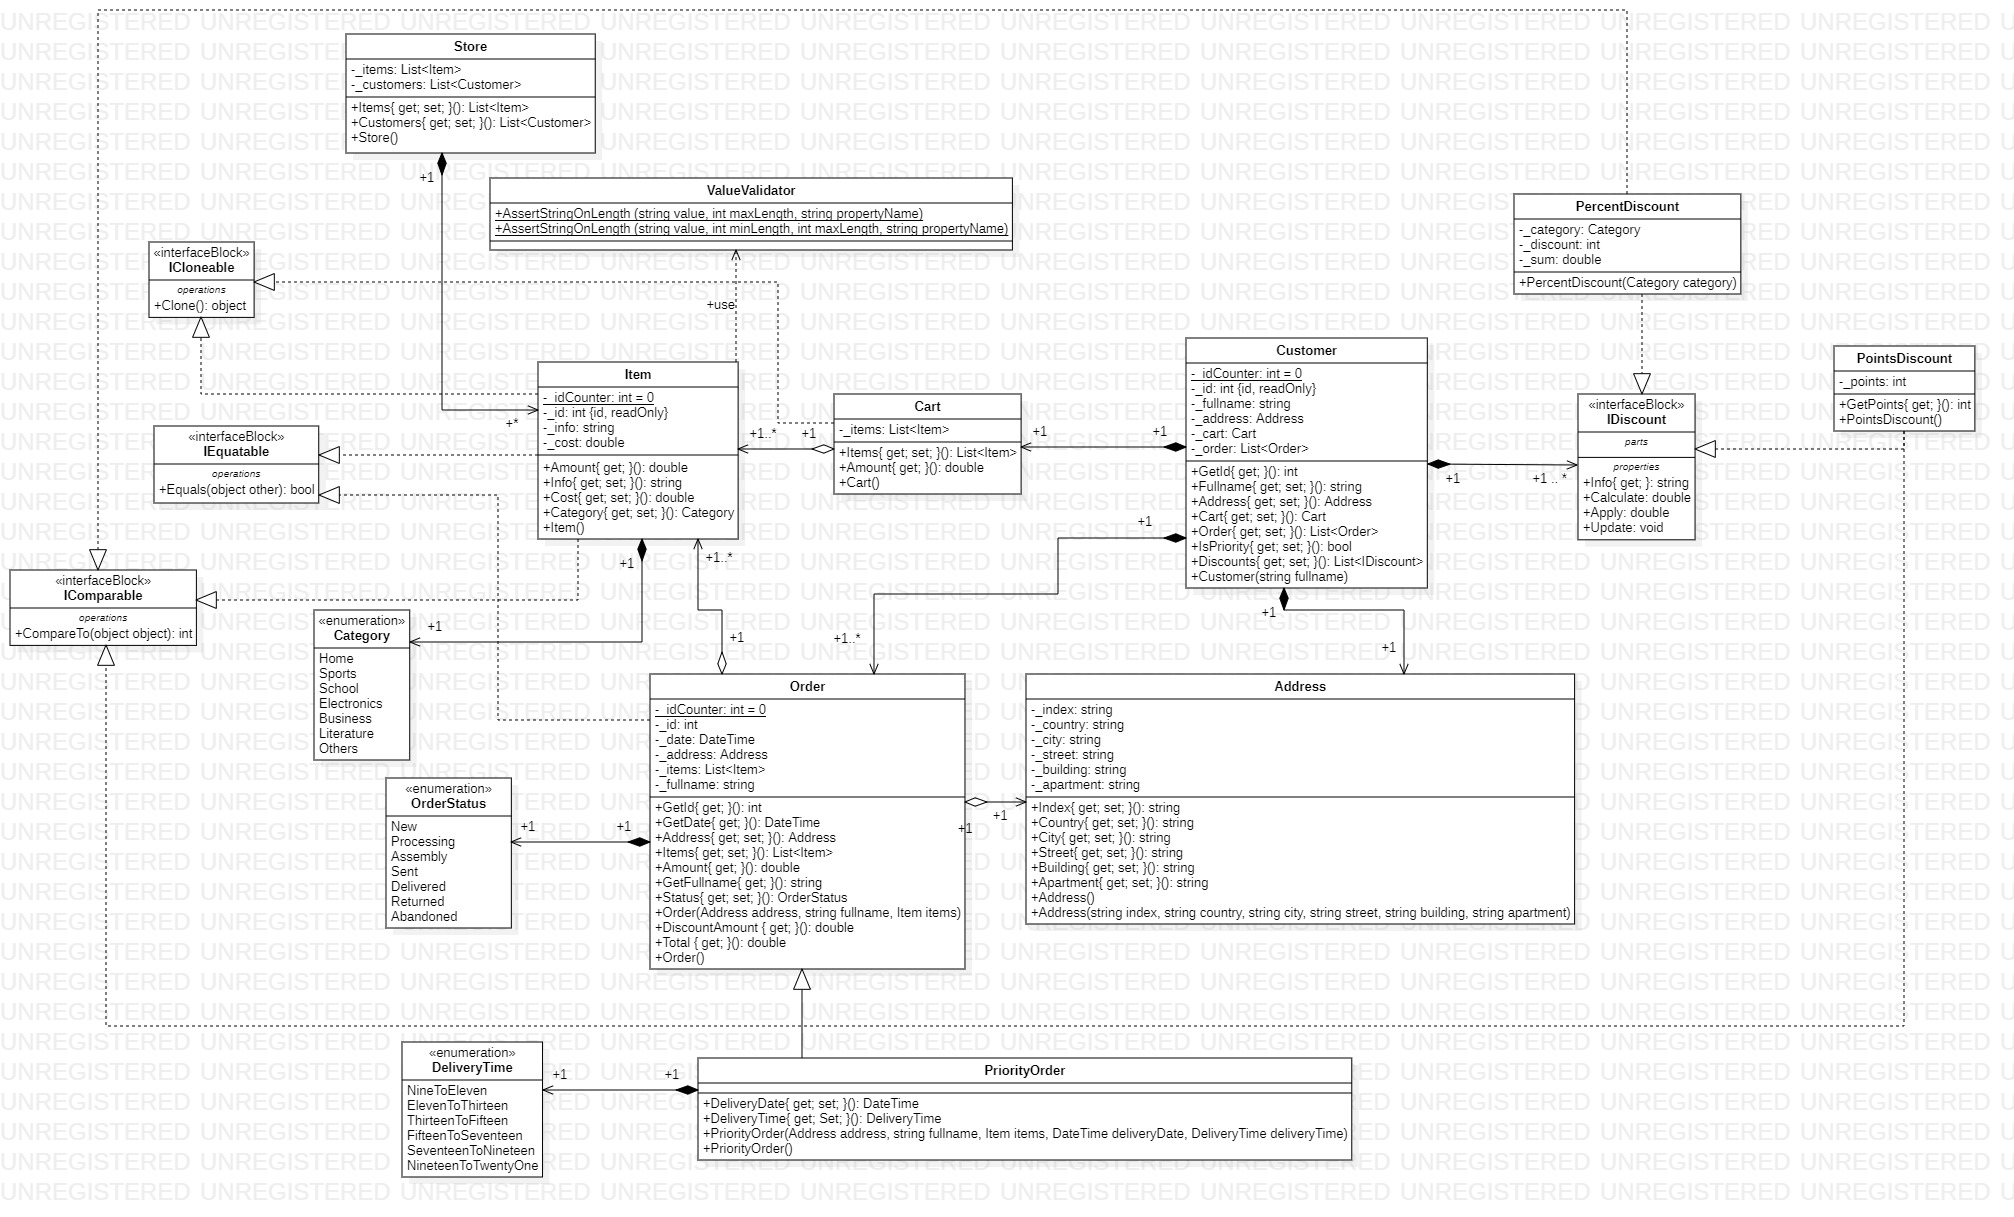 Store
-_items: List<Item>
-_customers: List<Customer>
+Items{ get; set; }(): List<Item>
+Customers{ get; set; }(): List<Customer>
+Store()
+1
+*
ValueValidator
+AssertStringOnLength (string value, int maxLength, string propertyName)
+AssertStringOnLength (string value, int minLength, int maxLength, string propertyName)
+use
PercentDiscount
-_category: Category
-_discount: int
-_sum: double
+PercentDiscount(Category category)
«interfaceBlock»
ICloneable
operations
+Clone(): object
Item
-_idCounter: int = 0
-_id: int {id, readOnly}
-_info: string
-_cost: double
+Amount{ get; }(): double
+Info{ get; set; }(): string
+Cost{ get; set; }(): double
+Category{ get; set; }(): Category
+Item()
+1..*
+1
Cart
-_items: List<Item>
+Items{ get; set; }(): List<Item>
+Amount{ get; }(): double
+Cart()
+1
+1
Customer
-_idCounter: int = 0
-_id: int {id, readOnly}
-_fullname: string
-_address: Address
-_cart: Cart
-_order: List<Order>
+GetId{ get; }(): int
+Fullname{ get; set; }(): string
+Address{ get; set; }(): Address
+Cart{ get; set; }(): Cart
+Order{ get; set; }(): List<Order>
+IsPriority{ get; set; }(): bool
+Discounts{ get; set; }(): List<IDiscount>
+Customer(string fullname)
+1
+1 .. *
«interfaceBlock»
IDiscount
parts
properties
+Info{ get; }: string
+Calculate: double
+Apply: double
+Update: void
PointsDiscount
-_points: int
+GetPoints{ get; }(): int
+PointsDiscount()
«interfaceBlock»
IEquatable
operations
+Equals(object other): bool
«interfaceBlock»
IComparable
operations
+CompareTo(object object): int
+1
+1
«enumeration»
Category
Home
Sports
School
Electronics
Business
Literature
Others
+1..*
+1
+1
+1..*
+1
+1
Order
-_idCounter: int = 0
-_id: int
-_date: DateTime
-_address: Address
-_items: List<Item>
-_fullname: string
+GetId{ get; }(): int
+GetDate{ get; }(): DateTime
+Address{ get; set; }(): Address
+Items{ get; set; }(): List<Item>
+Amount{ get; }(): double
+GetFullname{ get; }(): string
+Status{ get; set; }(): OrderStatus
+Order(Address address, string fullname, Item items)
+DiscountAmount { get; }(): double
+Total { get; }(): double
+Order()
+1
+1
Address
-_index: string
-_country: string
-_city: string
-_street: string
-_building: string
-_apartment: string
+Index{ get; set; }(): string
+Country{ get; set; }(): string
+City{ get; set; }(): string
+Street{ get; set; }(): string
+Building{ get; set; }(): string
+Apartment{ get; set; }(): string
+Address()
+Address(string index, string country, string city, string street, string building, string apartment)
«enumeration»
OrderStatus
New
Processing
Assembly
Sent
Delivered
Returned
Abandoned
+1
+1
«enumeration»
DeliveryTime
NineToEleven
ElevenToThirteen
ThirteenToFifteen
FifteenToSeventeen
SeventeenToNineteen
NineteenToTwentyOne
+1
+1
PriorityOrder
+DeliveryDate{ get; set; }(): DateTime
+DeliveryTime{ get; Set; }(): DeliveryTime
+PriorityOrder(Address address, string fullname, Item items, DateTime deliveryDate, DeliveryTime deliveryTime)
+PriorityOrder()
UNREGISTERED